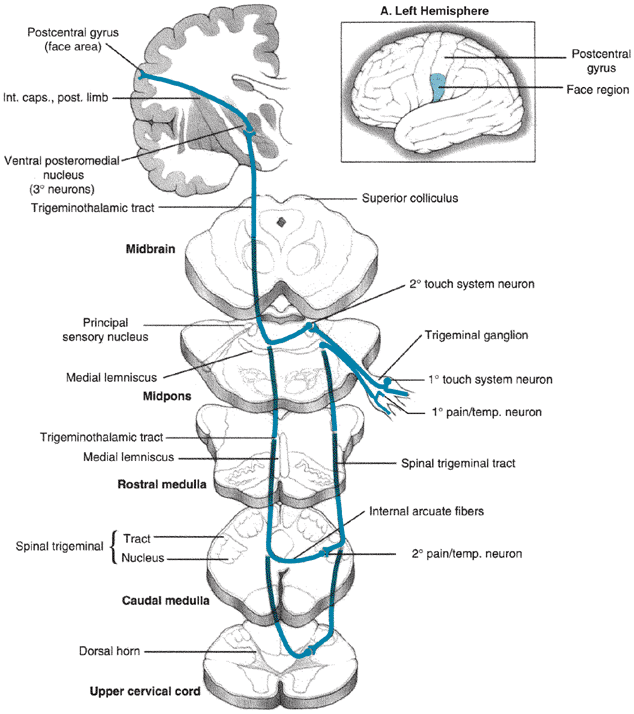 A. Left Hemisphere
Postcentral gyrus
(face area)
Int. caps., post. limb
Ventral posteromedial
nucleus
(3° neurons)
Trigeminothalamic tract
Postcentral
gyrus
Face region
Superior colliculus
Midbrain
2° touch system neuron
Principal
sensory nucleus
Trigeminal ganglion
Medial lemniscus
1° touch system neuron
Midpons
1° pain/temp. neuron
Trigeminothalamic tract
Medial lemniscus
Spinal trigeminal tract
Rostral medulla
Internal arcuate fibers
Spinal trigeminal { Tract
Nucleus
2° pain/temp. neuron
Caudal medulla
Dorsal horn
Upper cervical cord